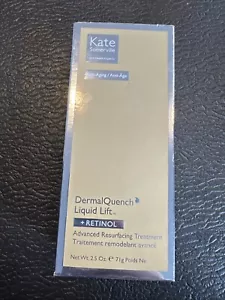 Kate
Somerville
Anti-Aging / Anti-Âge
DermalQuench
Liquid Lift™
+RETINOL
Advanced Resurfacing Treatment
Traitement remodelant avancé
Net Wt. 2.5 Oz. ℮ 71g Poids Net